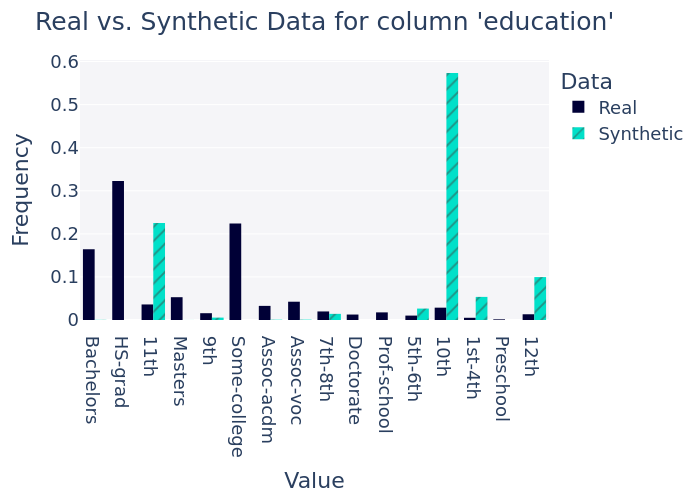 Real vs. Synthetic Data for column 'education'
Data
Real
Synthetic
Frequency
0.6
0.5
0.4
0.3
0.2
0.1
0
Bachelors
HS-grad
11th
Masters
9th
Some-college
Assoc-acdm
Assoc-voc
7th-8th
Doctorate
Prof-school
5th-6th
10th
1st-4th
Preschool
12th
Value